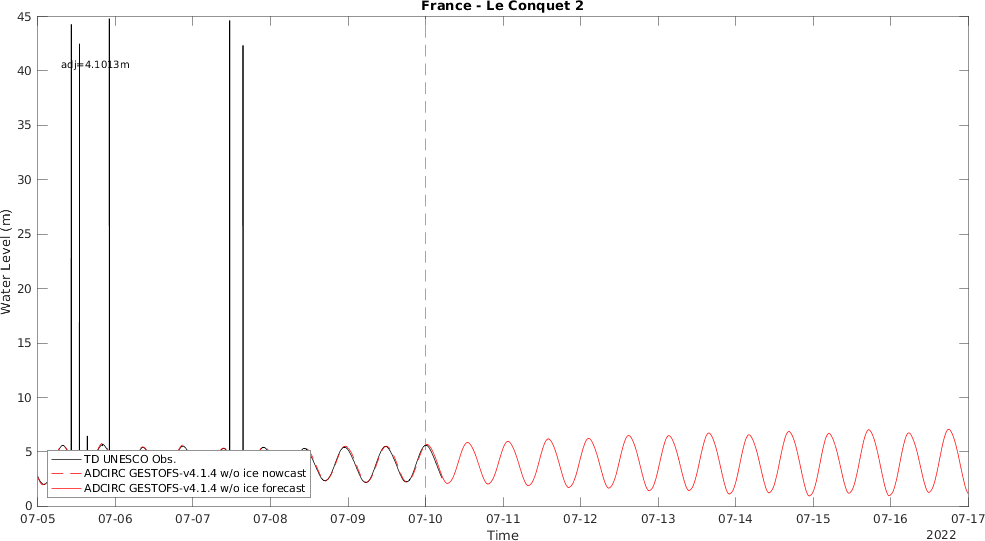 France - Le Conquet 2
45
40
35
30
25
20
15
10
5
0
Water Level (m)
adj=4.1013m
TD UNESCO Obs.
ADCIRC GESTOFS-v4.1.4 w/o ice nowcast
ADCIRC GESTOFS-v4.1.4 w/o ice forecast
07-05 07-06 07-07 07-08 07-09 07-10 07-11 07-12 07-13 07-14 07-15 07-16 07-17
Time
2022